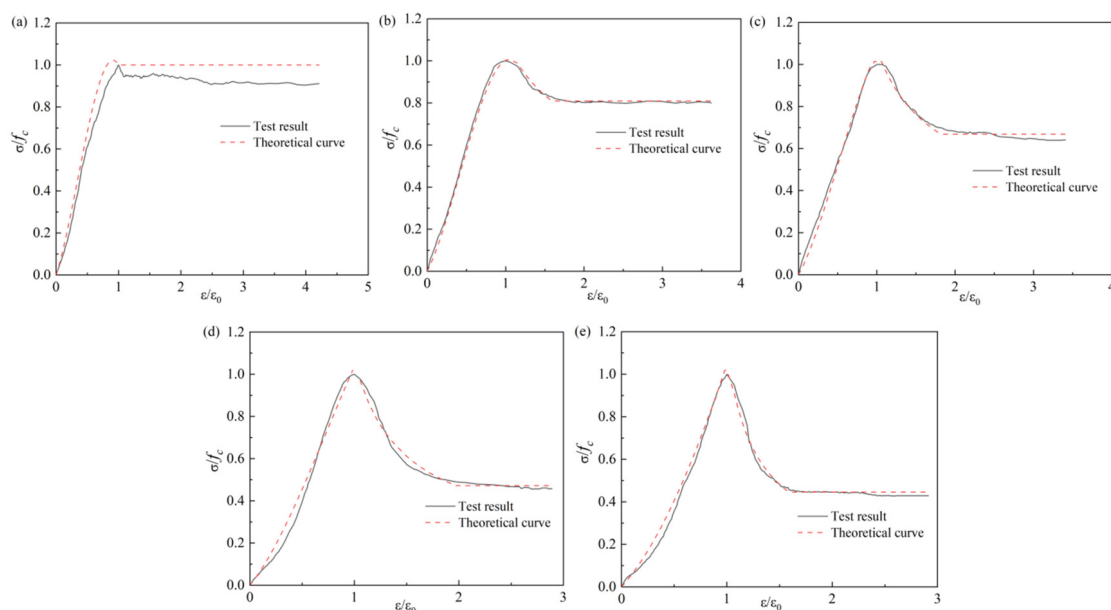 (a)
1.2
1.0
0.8
0.6
0.4
0.2
0.0
σ/f_c
Test result
Theoretical curve
0 1 2 3 4 5
ε/ε₀
(b)
1.2
1.0
0.8
0.6
0.4
0.2
0.0
σ/f_c
Test result
Theoretical curve
0 1 2 3 4
ε/ε₀
(c)
1.2
1.0
0.8
0.6
0.4
0.2
0.0
σ/f_c
Test result
Theoretical curve
0 1 2 3 4
ε/ε₀
(d)
1.2
1.0
0.8
0.6
0.4
0.2
0.0
σ/f_c
Test result
Theoretical curve
0 1 2 3
ε/ε₀
(e)
1.2
1.0
0.8
0.6
0.4
0.2
0.0
σ/f_c
Test result
Theoretical curve
0 1 2 3
ε/ε₀